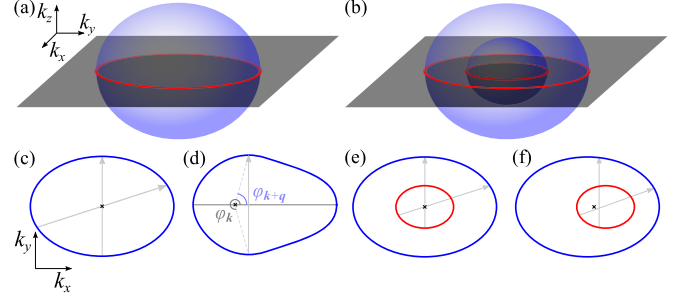 (a)
k_z
k_y
k_x
(b)
(c)
(d)
(e)
(f)
φ_{k+q}
φ_k
k_y
k_x